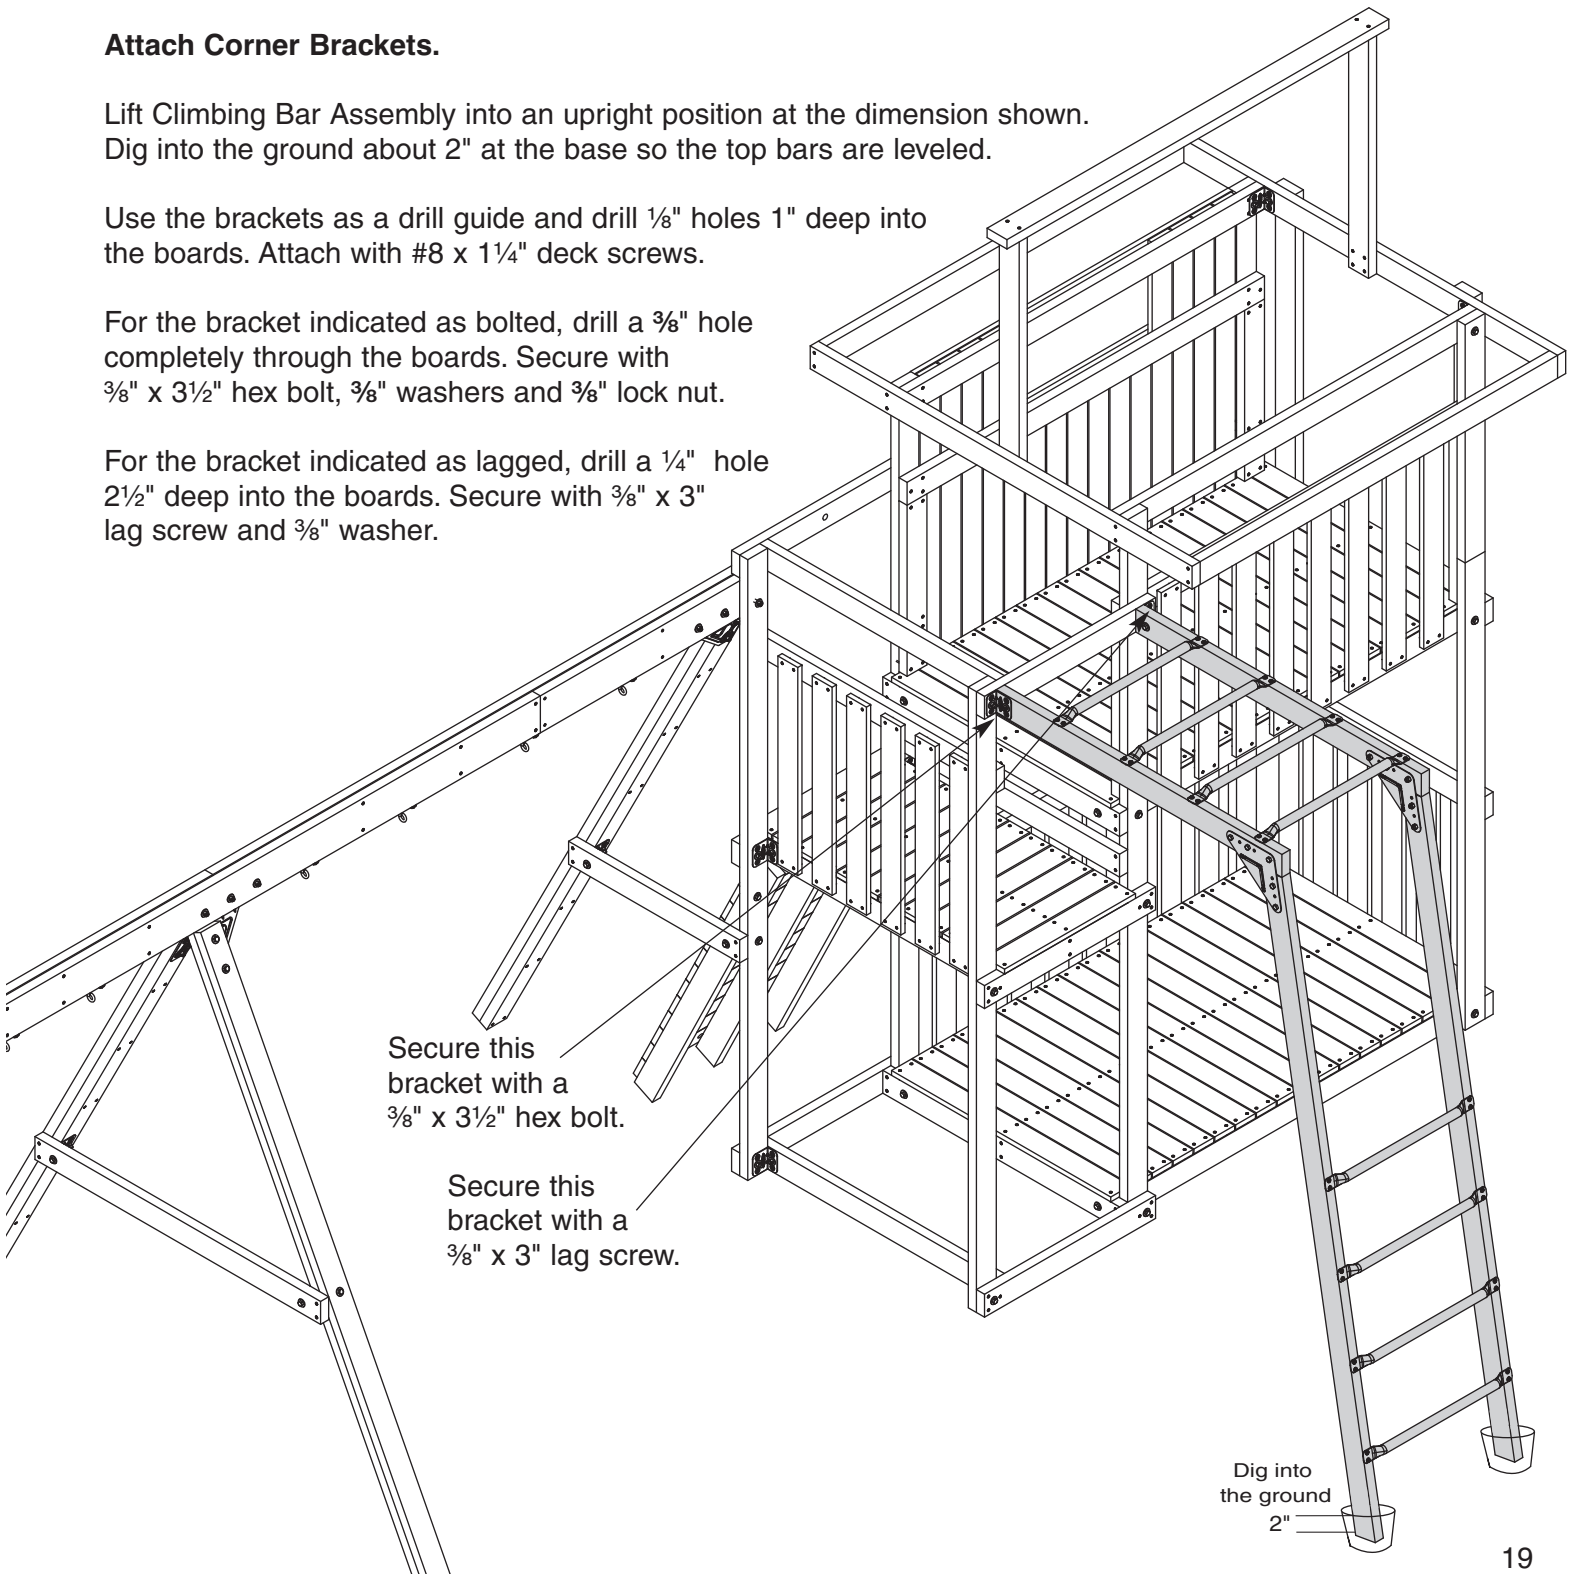 Attach Corner Brackets.
Lift Climbing Bar Assembly into an upright position at the dimension shown.
Dig into the ground about 2" at the base so the top bars are leveled.
Use the brackets as a drill guide and drill ⅛" holes 1" deep into
the boards. Attach with #8 x 1¼" deck screws.
For the bracket indicated as bolted, drill a ⅜" hole
completely through the boards. Secure with
⅜" x 3½" hex bolt, ⅜" washers and ⅜" lock nut.
For the bracket indicated as lagged, drill a ¼" hole
2½" deep into the boards. Secure with ⅜" x 3"
lag screw and ⅜" washer.
Secure this
bracket with a
⅜" x 3½" hex bolt.
Secure this
bracket with a
⅜" x 3" lag screw.
Dig into
the ground
2"
19